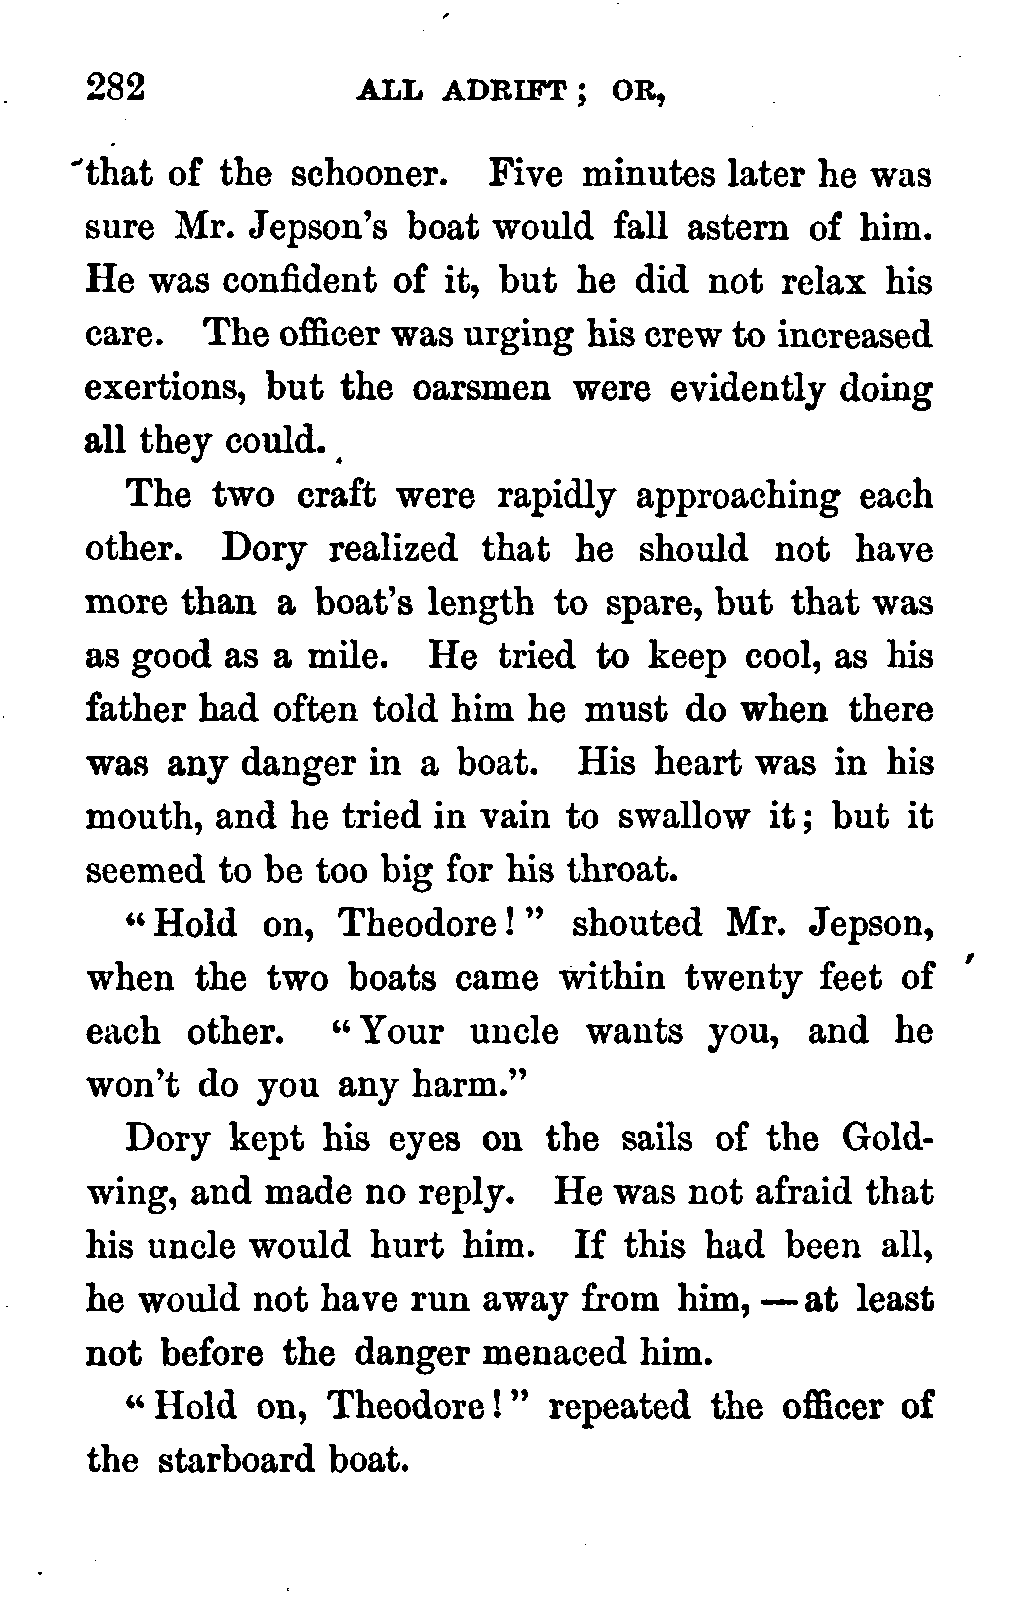 282 ALL ADRIFT; OR,
that of the schooner. Five minutes later he was
sure Mr. Jepson's boat would fall astern of him.
He was confident of it, but he did not relax his
care. The officer was urging his crew to increased
exertions, but the oarsmen were evidently doing
all they could.
The two craft were rapidly approaching each
other. Dory realized that he should not have
more than a boat's length to spare, but that was
as good as a mile. He tried to keep cool, as his
father had often told him he must do when there
was any danger in a boat. His heart was in his
mouth, and he tried in vain to swallow it; but it
seemed to be too big for his throat.
"Hold on, Theodore!" shouted Mr. Jepson,
when the two boats came within twenty feet of
each other. "Your uncle wants you, and he
won't do you any harm."
Dory kept his eyes on the sails of the Gold-
wing, and made no reply. He was not afraid that
his uncle would hurt him. If this had been all,
he would not have run away from him, — at least
not before the danger menaced him.
"Hold on, Theodore!" repeated the officer of
the starboard boat.